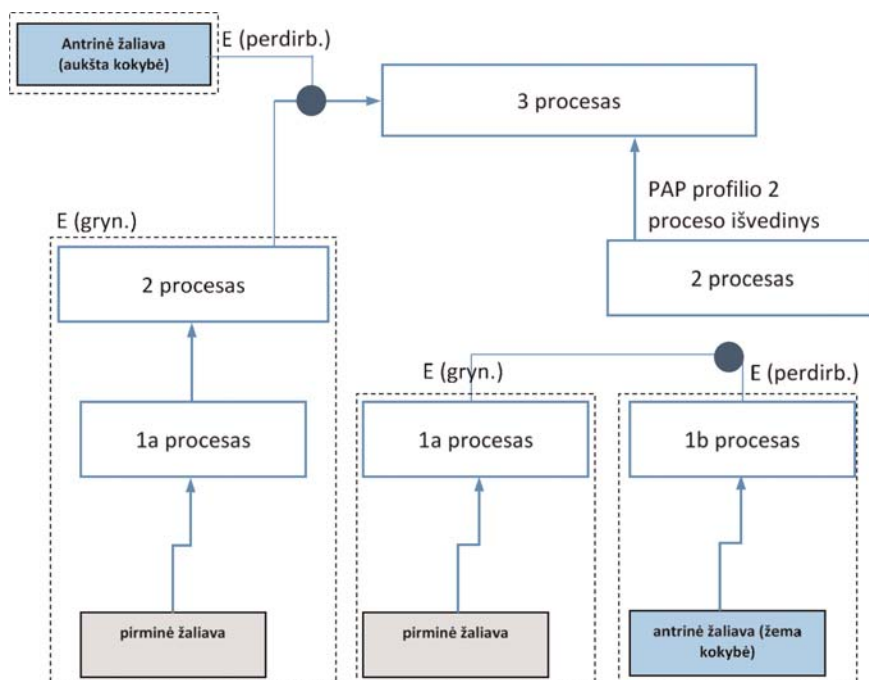 Antrinė žaliava
(aukšta kokybė)
E (perdirb.)
3 procesas
PAP profilio 2
proceso išvedinys
E (gryn.)
2 procesas
2 procesas
E (gryn.)
E (perdirb.)
1a procesas
1a procesas
1b procesas
pirminė žaliava
pirminė žaliava
antrinė žaliava (žema
kokybė)